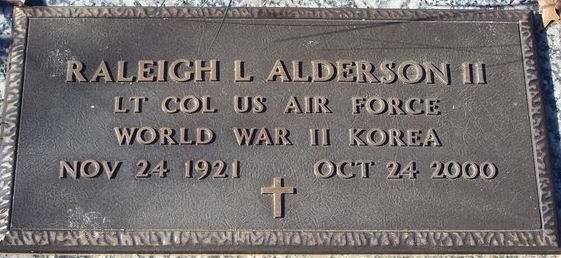 RALEIGH L ALDERSON II
LT COL US AIR FORCE
WORLD WAR II KOREA
NOV 24 1921 OCT 24 2000